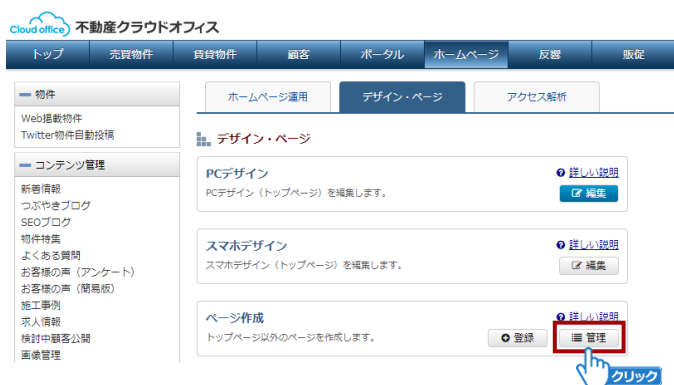 Cloud office 不動産クラウドオフィス
トップ 売買物件 賃貸物件 顧客 ポータル ホームページ 反響 販促
物件
Web掲載物件
Twitter物件自動投稿
コンテンツ管理
新着情報
つぶやきブログ
SEOブログ
物件特集
よくある質問
お客様の声（アンケート）
お客様の声（簡易版）
施工事例
求人情報
検討中顧客公開
画像管理
ホームページ運用 デザイン・ページ アクセス解析
デザイン・ページ
PCデザイン 詳しい説明
PCデザイン（トップページ）を編集します。 編集
スマホデザイン 詳しい説明
スマホデザイン（トップページ）を編集します。 編集
ページ作成 詳しい説明
トップページ以外のページを作成します。 登録 管理
クリック